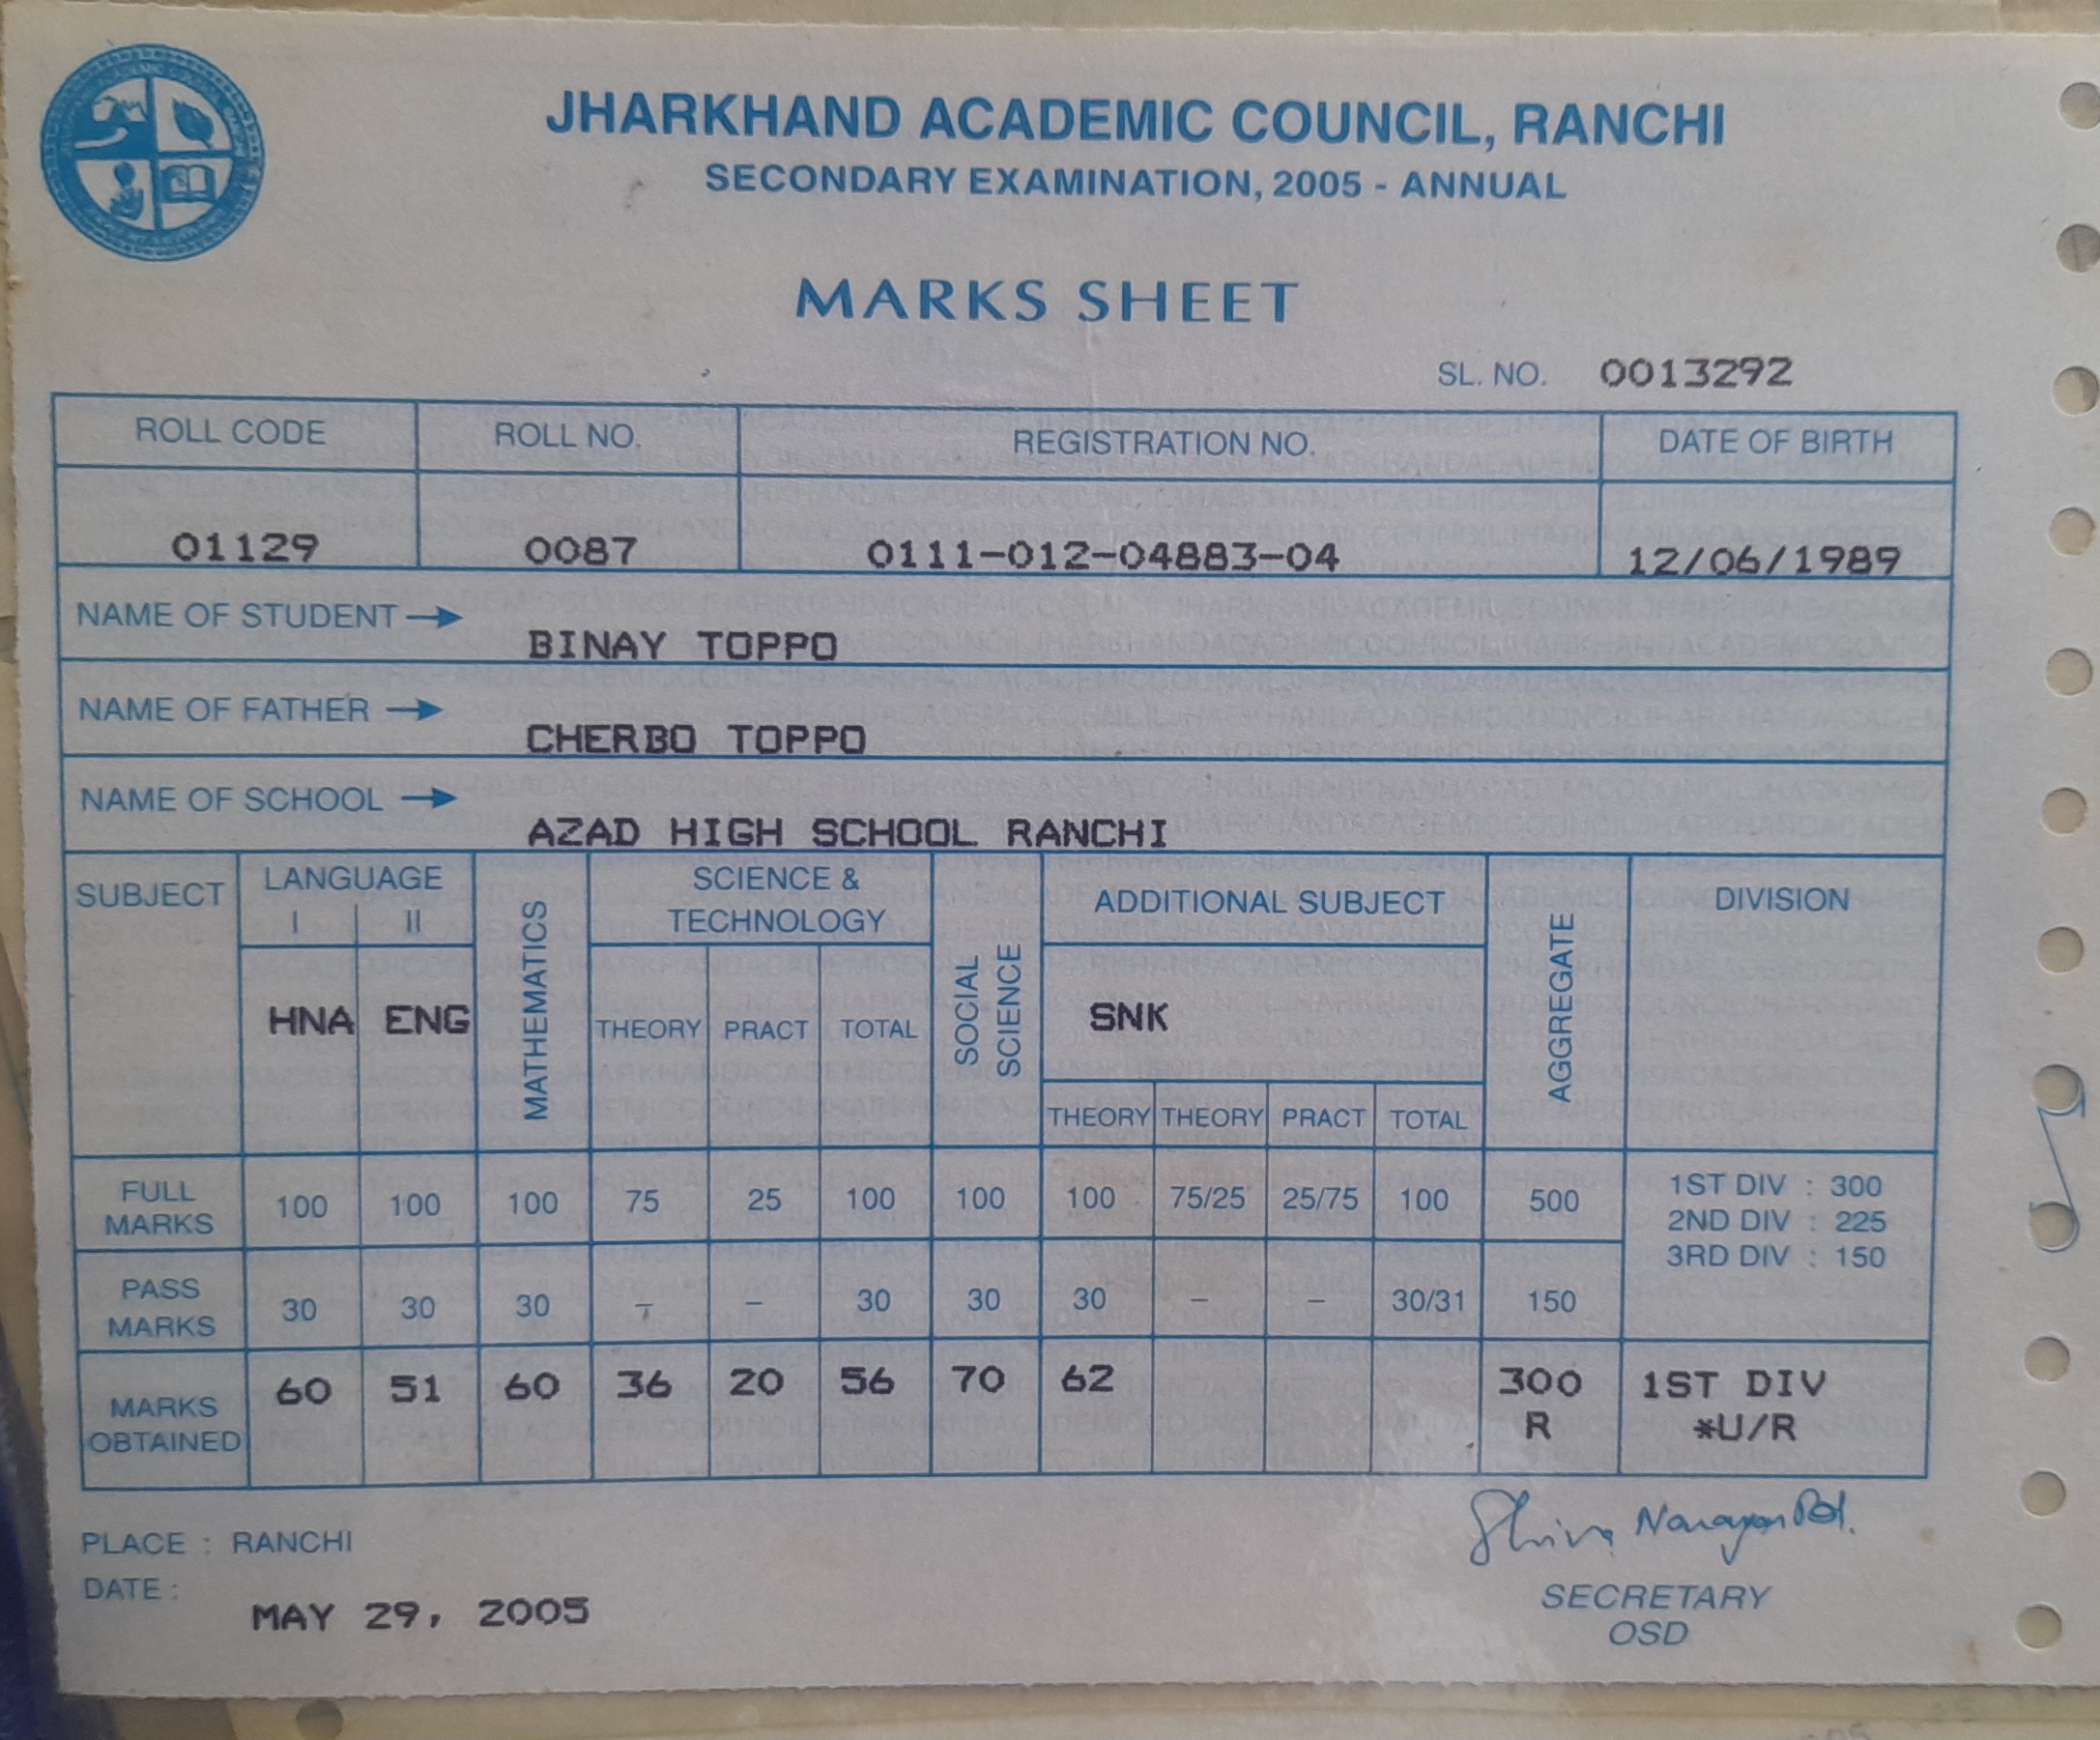 JHARKHAND ACADEMIC COUNCIL, RANCHI
SECONDARY EXAMINATION, 2005 - ANNUAL
MARKS SHEET
SL. NO. 0013292
ROLL CODE ROLL NO. REGISTRATION NO. DATE OF BIRTH
01129 0087 0111-012-04883-04 12/06/1989
NAME OF STUDENT → BINAY TOPPO
NAME OF FATHER → CHERBO TOPPO
NAME OF SCHOOL → AZAD HIGH SCHOOL RANCHI
SUBJECT LANGUAGE I II MATHEMATICS SCIENCE & TECHNOLOGY SOCIAL SCIENCE ADDITIONAL SUBJECT AGGREGATE DIVISION
HNA ENG THEORY PRACT TOTAL SNK
THEORY THEORY PRACT TOTAL
FULL MARKS 100 100 100 75 25 100 100 100 75/25 25/75 100 500
1ST DIV : 300
2ND DIV : 225
3RD DIV : 150
PASS MARKS 30 30 30 – – 30 30 30 – – 30/31 150
MARKS OBTAINED 60 51 60 36 20 56 70 62 300 1ST DIV
R *U/R
PLACE : RANCHI
DATE : MAY 29, 2005
SECRETARY
OSD